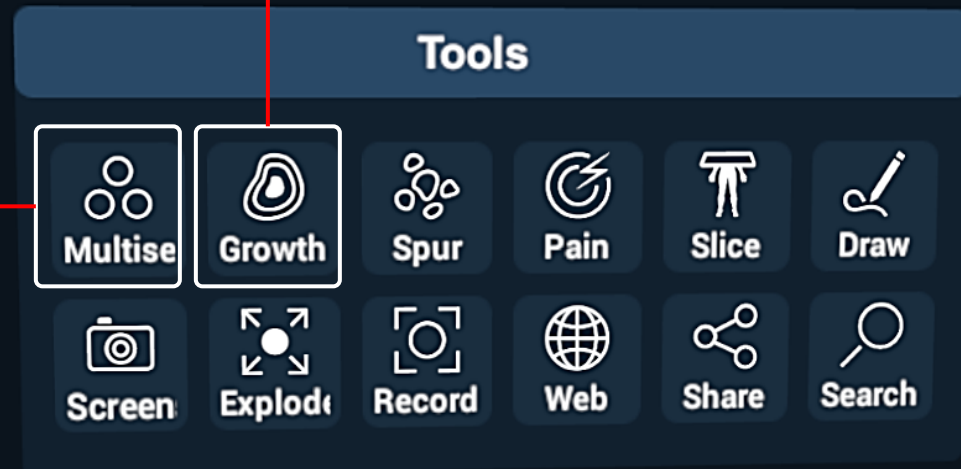 Tools
Multise
Growth
Spur
Pain
Slice
Draw
Screen
Explode
Record
Web
Share
Search